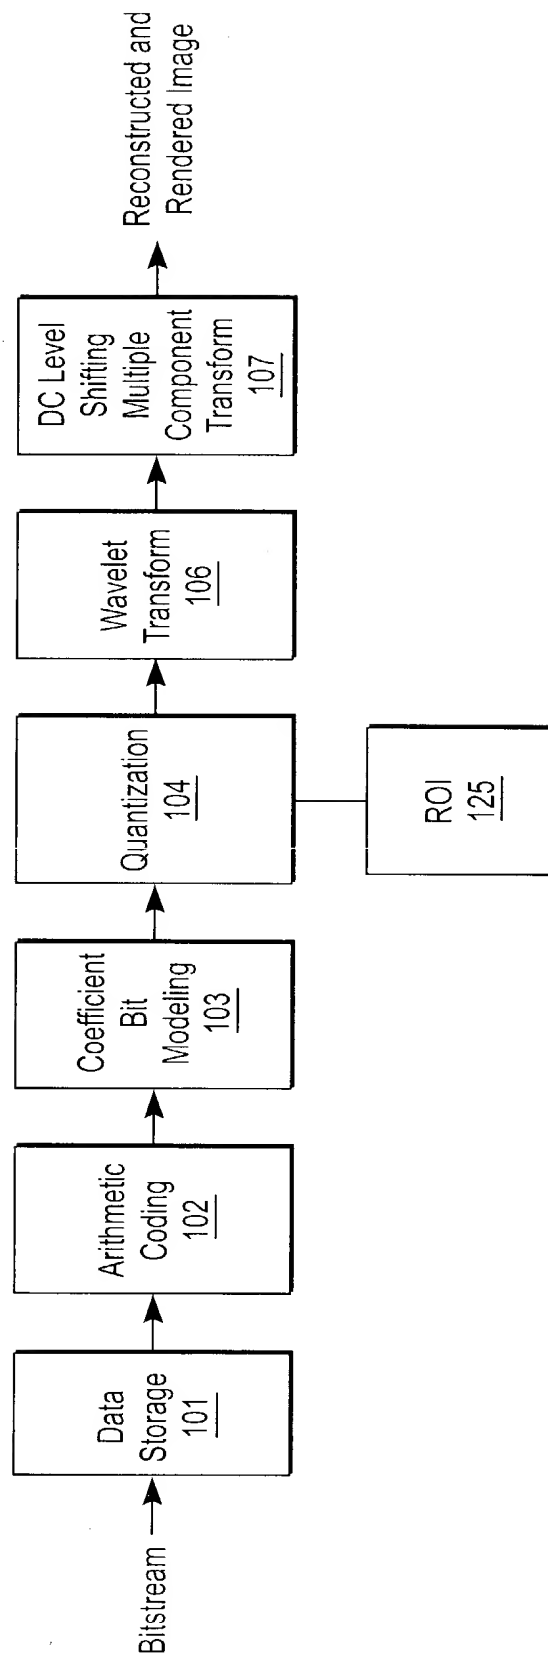 Bitstream
Data
Storage
101
Arithmetic
Coding
102
Coefficient
Bit
Modeling
103
Quantization
104
ROI
125
Wavelet
Transform
106
DC Level
Shifting
Multiple
Component
Transform
107
Reconstructed and
Rendered Image